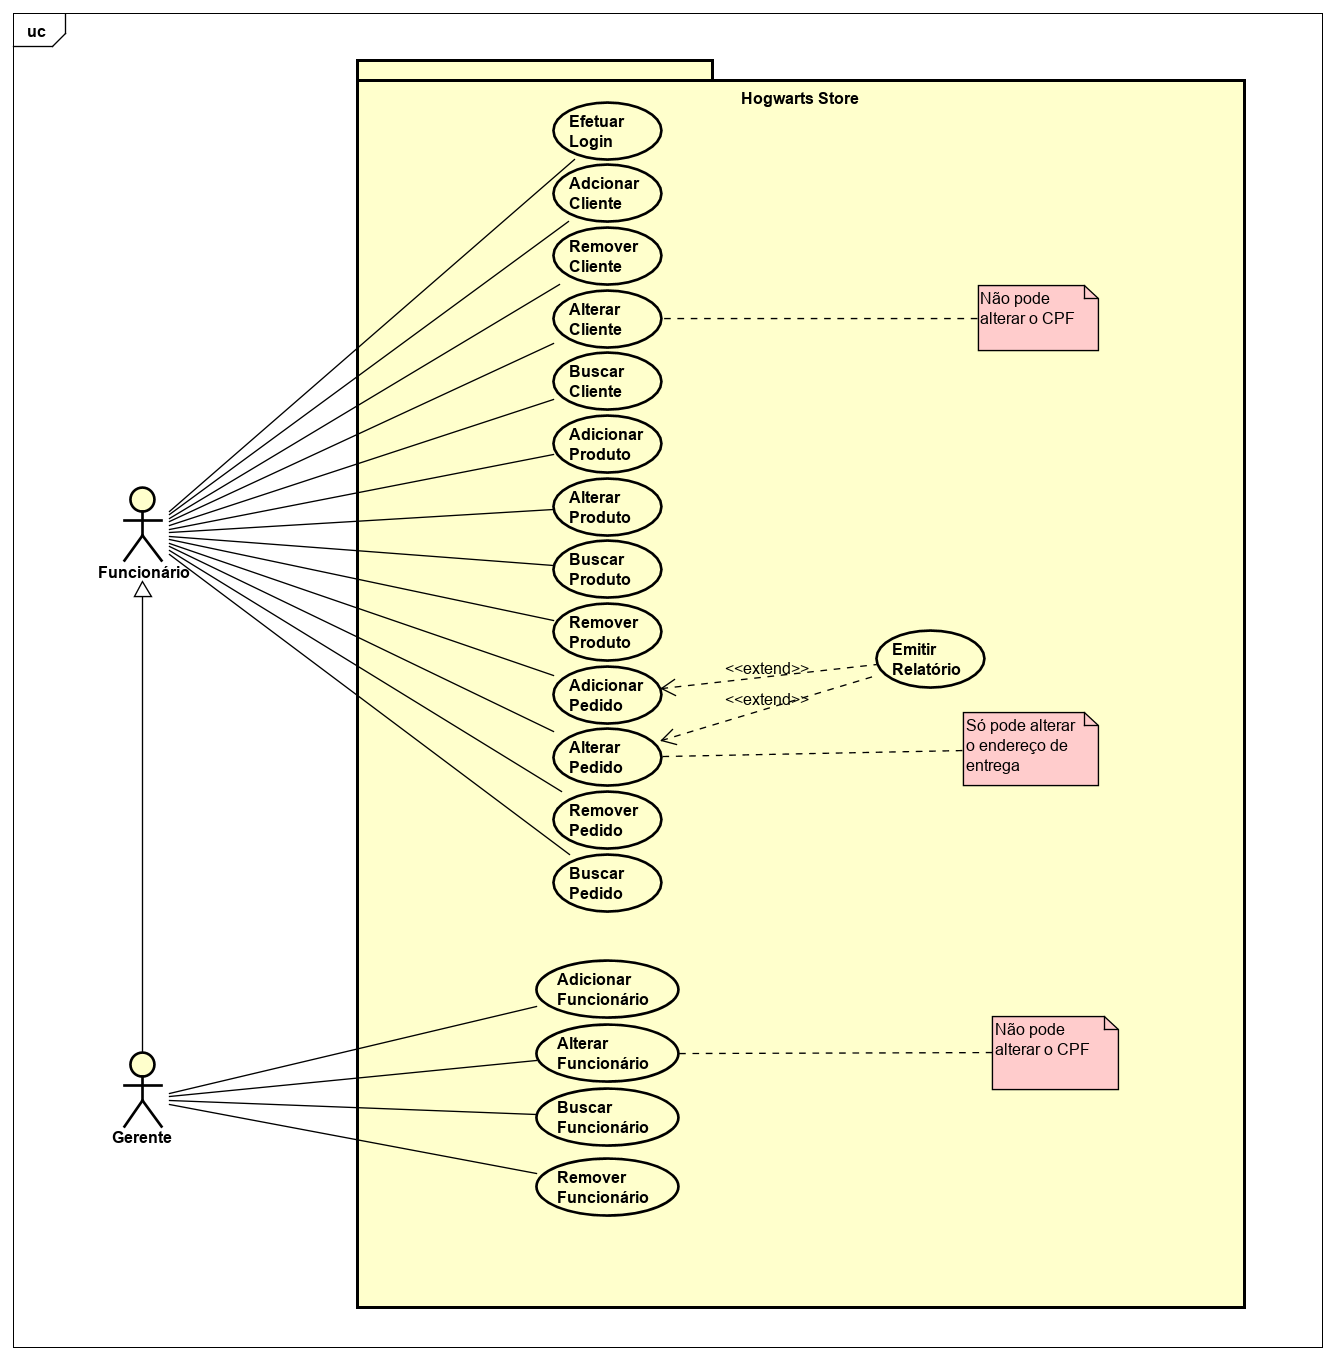 uc
Hogwarts Store
Efetuar
Login
Adcionar
Cliente
Remover
Cliente
Alterar
Cliente
Não pode
alterar o CPF
Buscar
Cliente
Adicionar
Produto
Alterar
Produto
Buscar
Produto
Funcionário
Remover
Produto
Emitir
Relatório
<<extend>>
Adicionar
Pedido
<<extend>>
Só pode alterar
o endereço de
entrega
Alterar
Pedido
Remover
Pedido
Buscar
Pedido
Adicionar
Funcionário
Alterar
Funcionário
Não pode
alterar o CPF
Buscar
Funcionário
Gerente
Remover
Funcionário